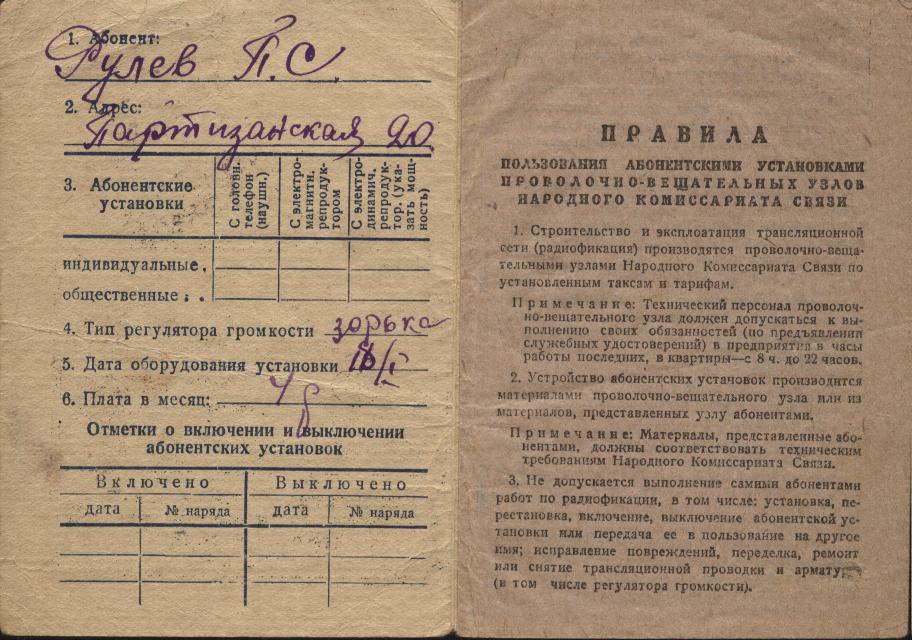 1. Абонент:
Рулев П. С.
2. Адрес:
Партизанская 20.
3. Абонентские
установки
С головн.
телефон
(наушн.)
С электро-
магнитн.
репродук-
тором
С электро-
динамич.
репродук-
тор. (ука-
зать мощ-
ность)
индивидуальные.
общественные . .
4. Тип регулятора громкости зорька
5. Дата оборудования установки 18/I
6. Плата в месяц: 4 р
Отметки о включении и выключении
абонентских установок
Включено Выключено
дата № наряда дата № наряда
ПРАВИЛА
ПОЛЬЗОВАНИЯ АБОНЕНТСКИМИ УСТАНОВКАМИ
ПРОВОЛОЧНО-ВЕЩАТЕЛЬНЫХ УЗЛОВ
НАРОДНОГО КОМИССАРИАТА СВЯЗИ
1. Строительство и эксплоатация трансляционной
сети (радиофикация) производятся проволочно-веща-
тельными узлами Народного Комиссариата Связи по
установленным таксам и тарифам.
Примечание: Технический персонал проволоч-
но-вещательного узла должен допускаться к вы-
полнению своих обязанностей (по предъявлении
служебных удостоверений) в предприятия в часы
работы последних, в квартиры—с 8 ч. до 22 часов.
2. Устройство абонентских установок производится
материалами проволочно-вещательного узла или из
материалов, представленных узлу абонентами.
Примечание: Материалы, представленные або-
нентами, должны соответствовать техническим
требованиям Народного Комиссариата Связи.
3. Не допускается выполнение самими абонентами
работ по радиофикации, в том числе: установка, пе-
рестановка, включение, выключение абонентской ус-
тановки или передача ее в пользование на другое
имя; исправление повреждений, переделка, ремонт
или снятие трансляционной проводки и арматуры
(в том числе регулятора громкости).